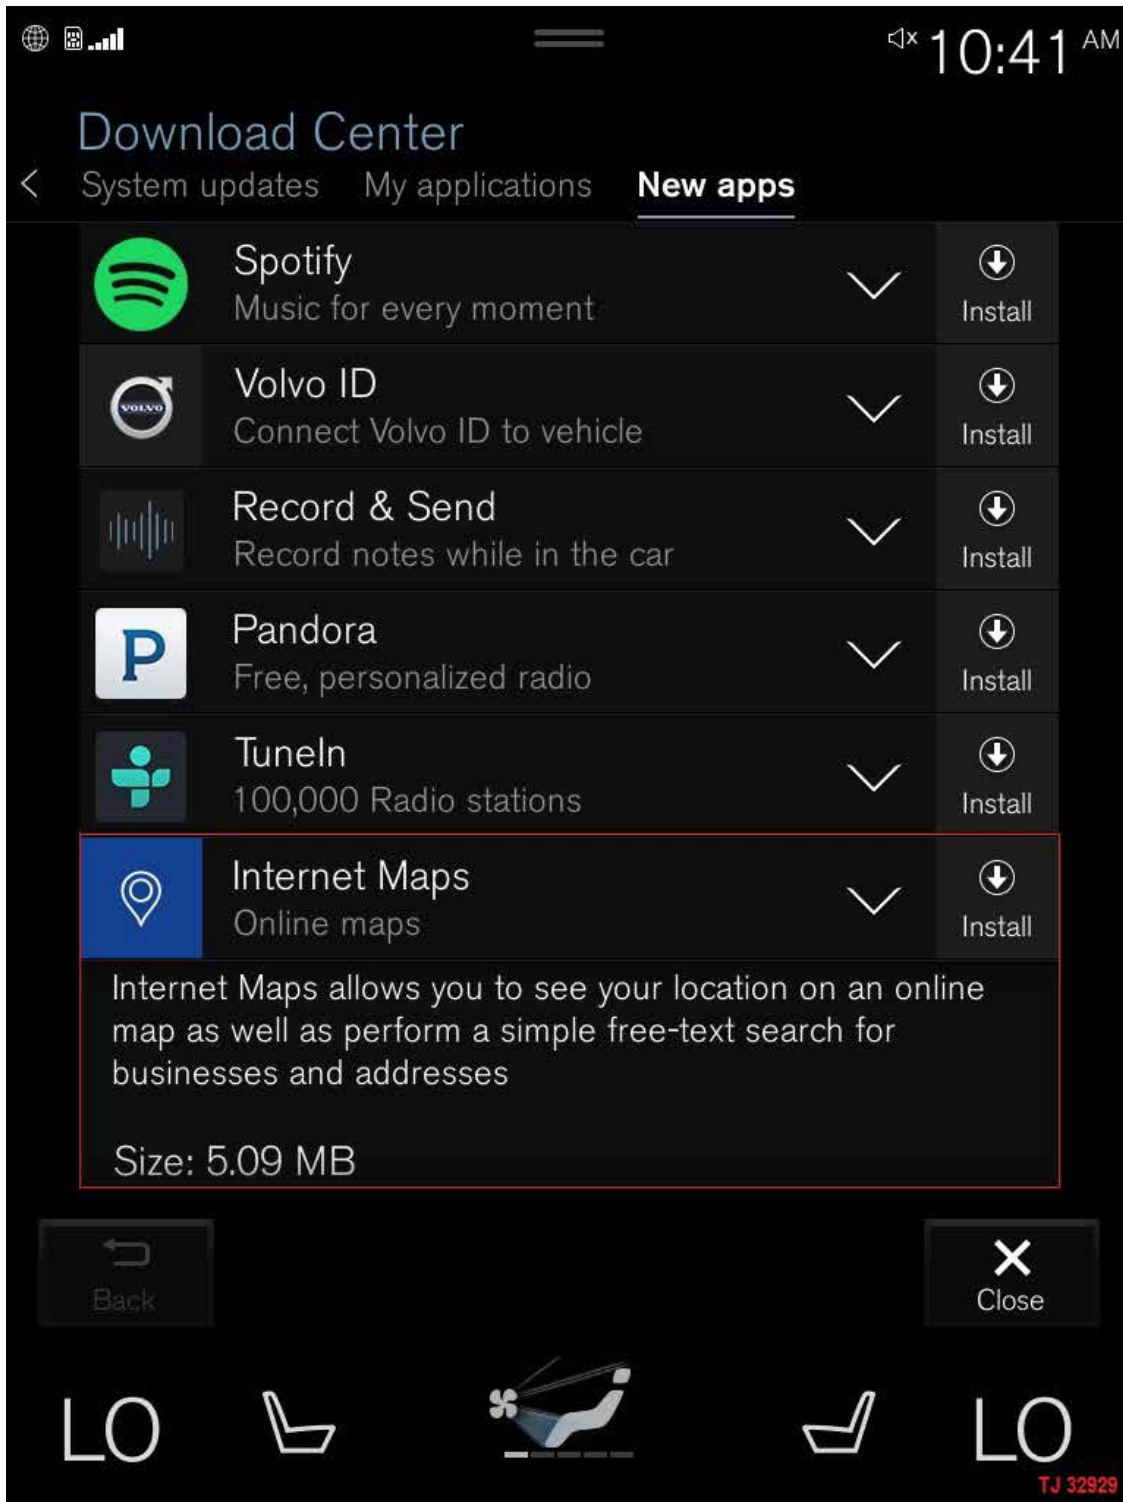 10:41 AM
Download Center
System updates My applications New apps
Spotify
Music for every moment
Install
VOLVO
Volvo ID
Connect Volvo ID to vehicle
Install
Record & Send
Record notes while in the car
Install
P
Pandora
Free, personalized radio
Install
TuneIn
100,000 Radio stations
Install
Internet Maps
Online maps
Install
Internet Maps allows you to see your location on an online
map as well as perform a simple free-text search for
businesses and addresses
Size: 5.09 MB
Back
Close
LO
LO
TJ 32929